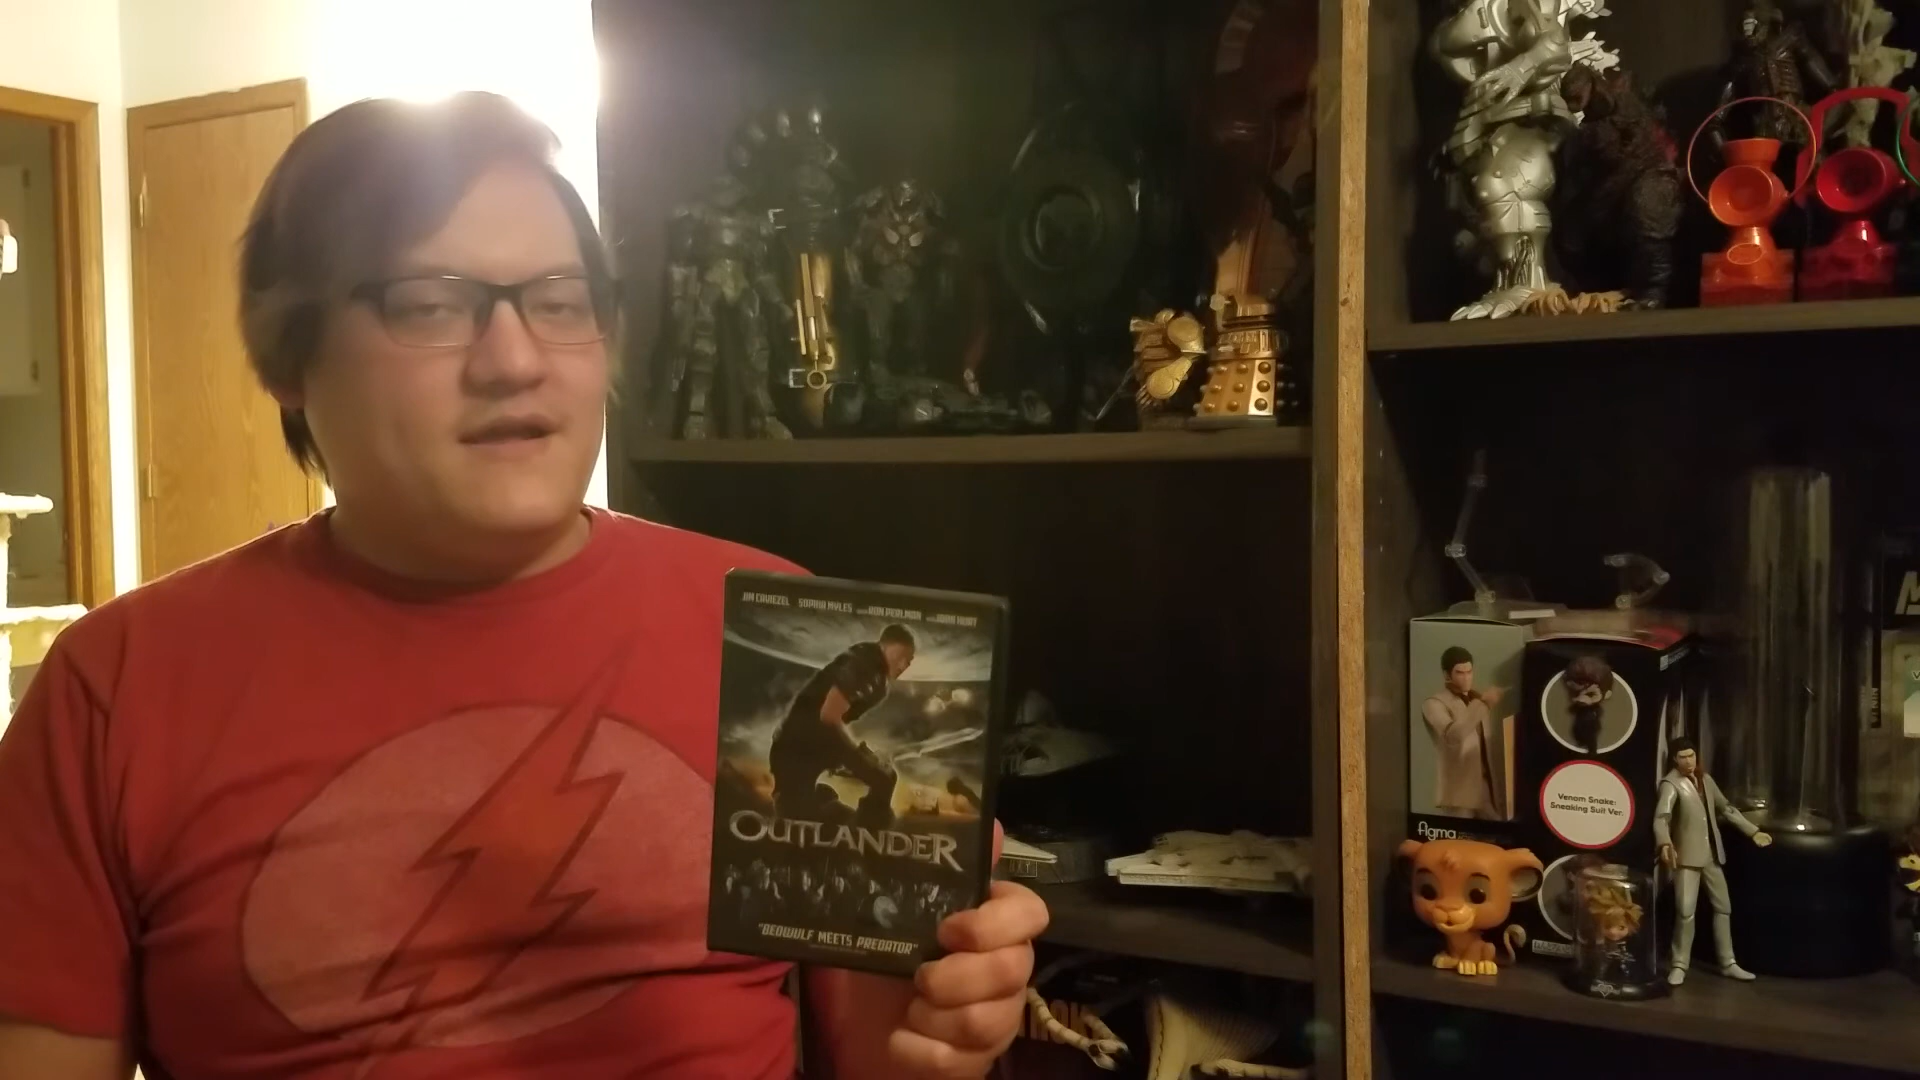 JIM CAVIEZEL SOPHIA MYLES RON PERLMAN JOHN HURT
OUTLANDER
"BEOWULF MEETS PREDATOR"
Venom Snake:
Sneaking Suit Ver.
figma